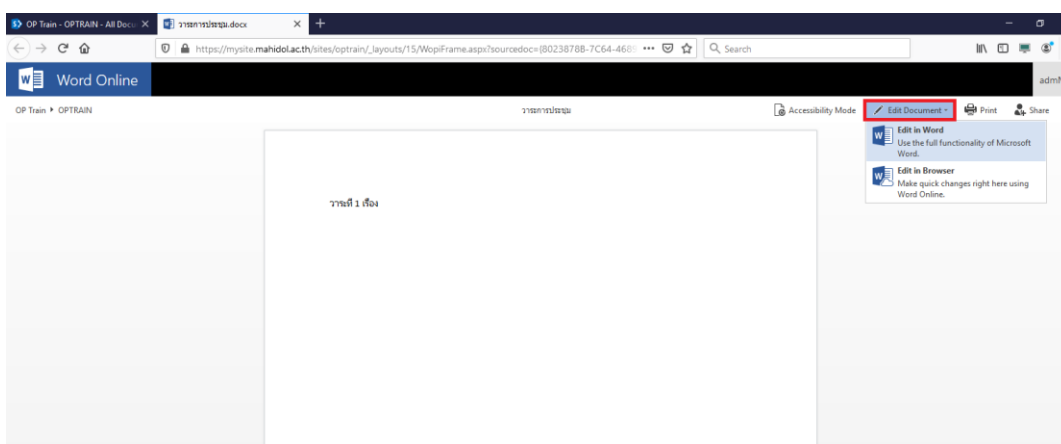 OP Train - OPTRAIN - All Docu
วาระการประชุม.docx
https://mysite.mahidol.ac.th/sites/optrain/_layouts/15/WopiFrame.aspx?sourcedoc={8023878B-7C64-4689
Search
Word Online
OP Train ▸ OPTRAIN
วาระการประชุม
Accessibility Mode
Edit Document
Print
Share
Edit in Word
Use the full functionality of Microsoft
Word.
Edit in Browser
Make quick changes right here using
Word Online.
วาระที่ 1 เรื่อง